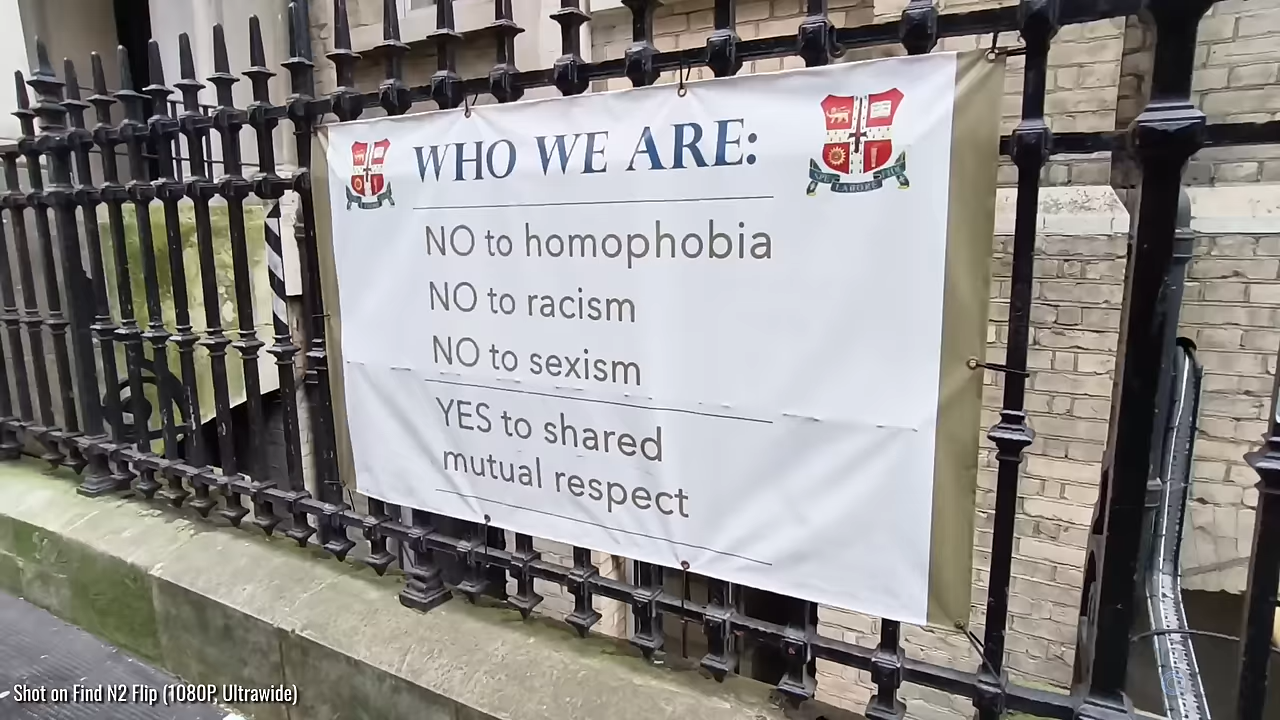 WHO WE ARE:
NO to homophobia
NO to racism
NO to sexism
YES to shared
mutual respect
LABORE
Shot on Find N2 Flip (1080P, Ultrawide)